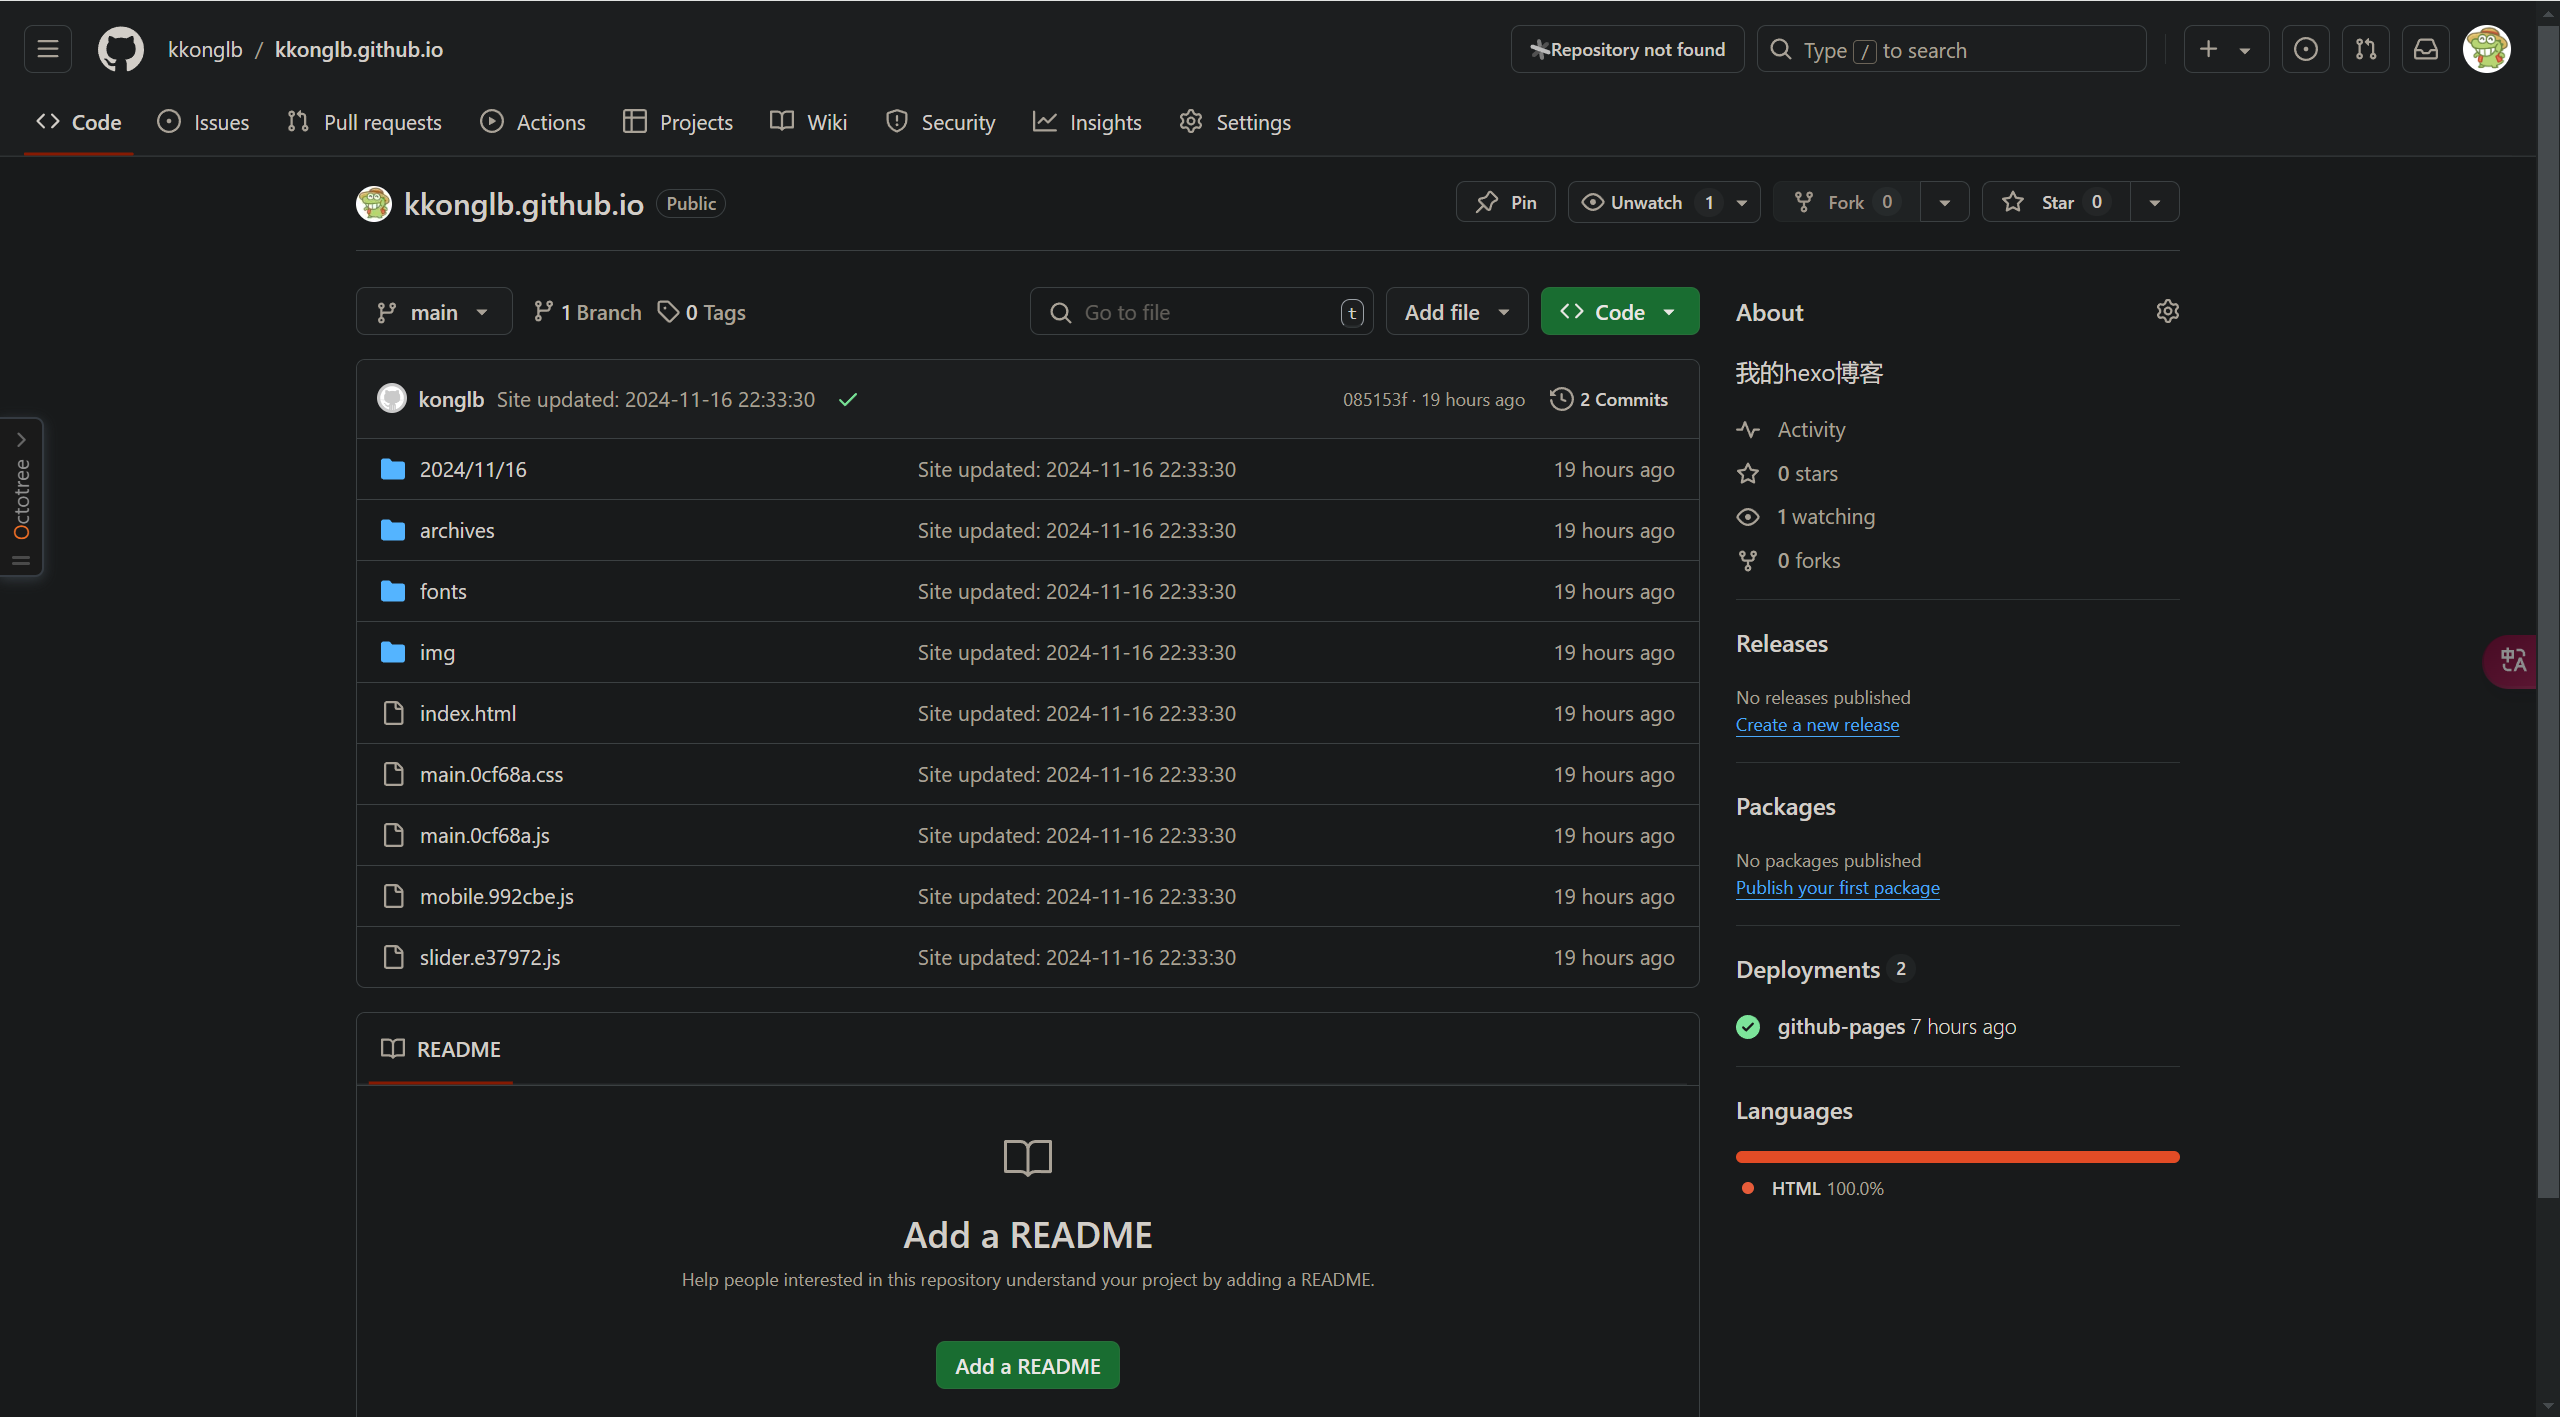 kkonglb / kkonglb.github.io
Repository not found
Type / to search
Code
Issues
Pull requests
Actions
Projects
Wiki
Security
Insights
Settings
kkonglb.github.io Public
Pin
Unwatch 1
Fork 0
Star 0
main
1 Branch
0 Tags
Go to file
t
Add file
Code
konglb Site updated: 2024-11-16 22:33:30
085153f · 19 hours ago
2 Commits
2024/11/16 Site updated: 2024-11-16 22:33:30 19 hours ago
archives Site updated: 2024-11-16 22:33:30 19 hours ago
fonts Site updated: 2024-11-16 22:33:30 19 hours ago
img Site updated: 2024-11-16 22:33:30 19 hours ago
index.html Site updated: 2024-11-16 22:33:30 19 hours ago
main.0cf68a.css Site updated: 2024-11-16 22:33:30 19 hours ago
main.0cf68a.js Site updated: 2024-11-16 22:33:30 19 hours ago
mobile.992cbe.js Site updated: 2024-11-16 22:33:30 19 hours ago
slider.e37972.js Site updated: 2024-11-16 22:33:30 19 hours ago
README
Add a README
Help people interested in this repository understand your project by adding a README.
Add a README
About
我的hexo博客
Activity
0 stars
1 watching
0 forks
Releases
No releases published
Create a new release
Packages
No packages published
Publish your first package
Deployments 2
github-pages 7 hours ago
Languages
HTML 100.0%
Octotree
中A